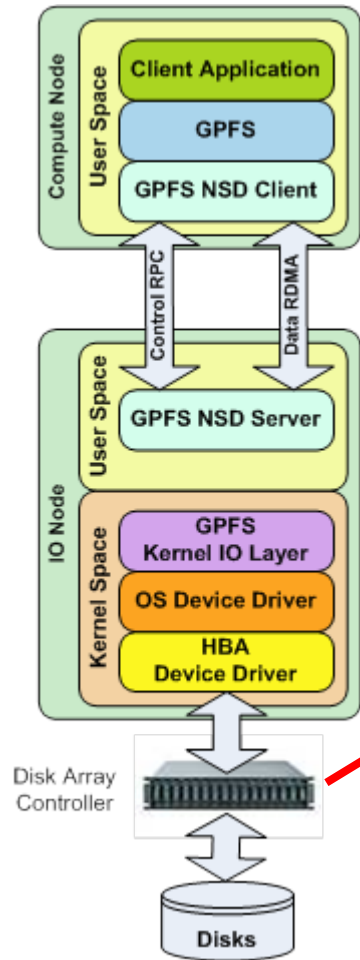 Compute Node
User Space
Client Application
GPFS
GPFS NSD Client
Control RPC
Data RDMA
IO Node
User Space
GPFS NSD Server
Kernel Space
GPFS
Kernel IO Layer
OS Device Driver
HBA
Device Driver
Disk Array
Controller
Disks